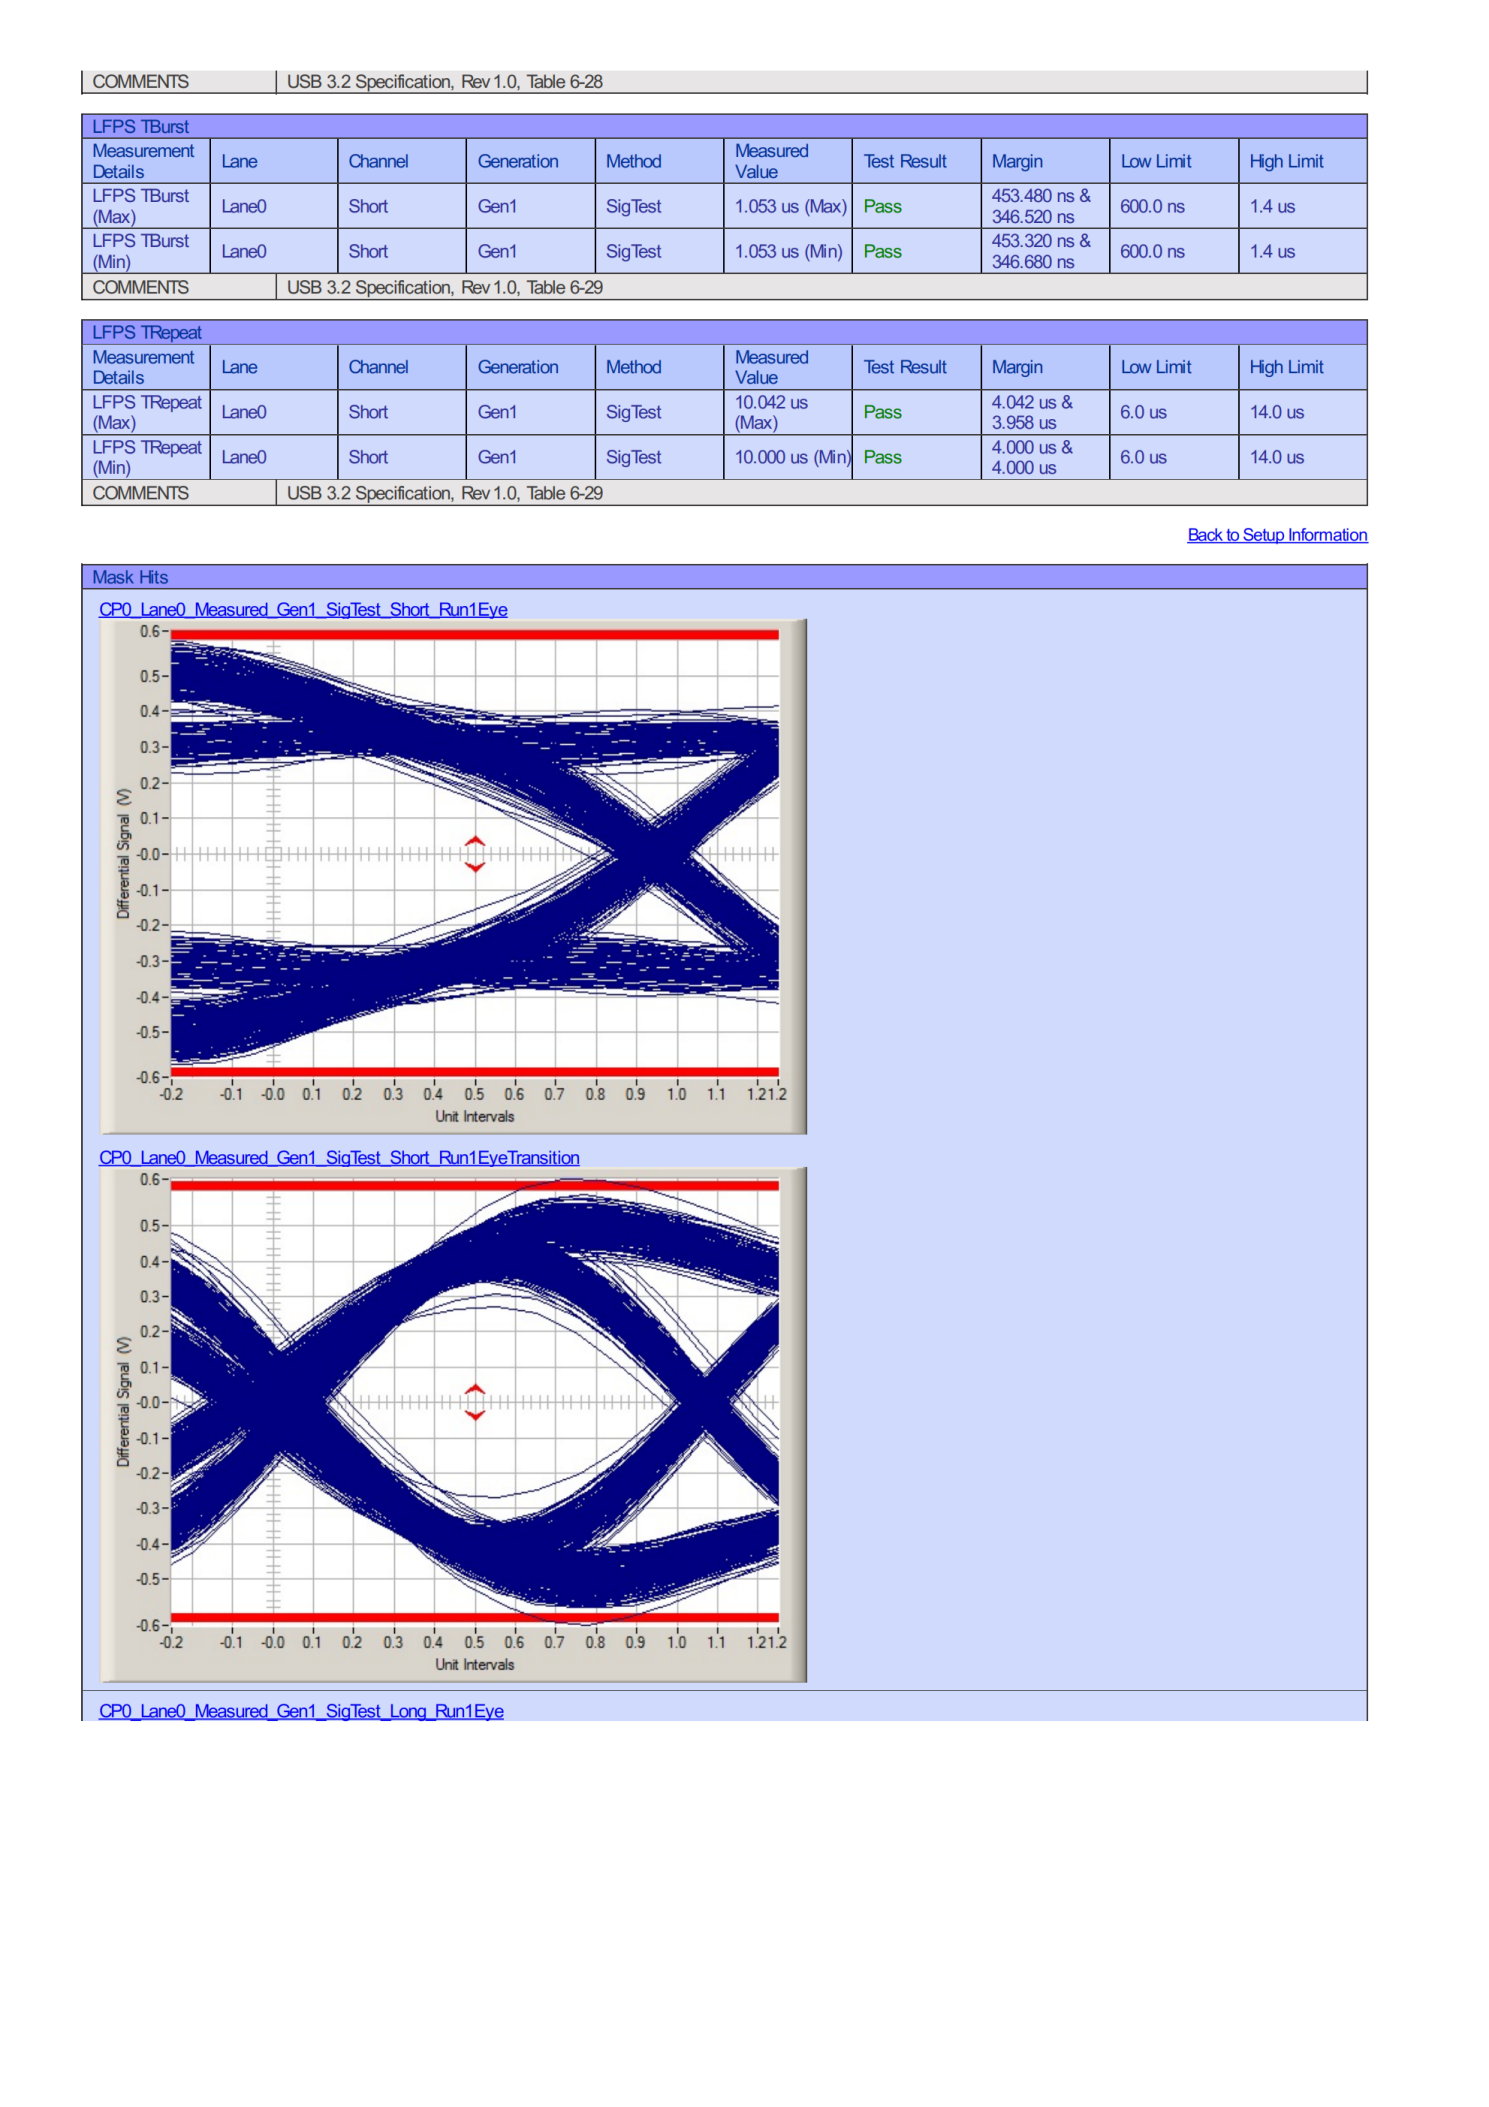 COMMENTS USB 3.2 Specification, Rev 1.0, Table 6-28
LFPS TBurst
Measurement Details Lane Channel Generation Method Measured Value Test Result Margin Low Limit High Limit
LFPS TBurst (Max) Lane0 Short Gen1 SigTest 1.053 us (Max) Pass 453.480 ns & 346.520 ns 600.0 ns 1.4 us
LFPS TBurst (Min) Lane0 Short Gen1 SigTest 1.053 us (Min) Pass 453.320 ns & 346.680 ns 600.0 ns 1.4 us
COMMENTS USB 3.2 Specification, Rev 1.0, Table 6-29
LFPS TRepeat
Measurement Details Lane Channel Generation Method Measured Value Test Result Margin Low Limit High Limit
LFPS TRepeat (Max) Lane0 Short Gen1 SigTest 10.042 us (Max) Pass 4.042 us & 3.958 us 6.0 us 14.0 us
LFPS TRepeat (Min) Lane0 Short Gen1 SigTest 10.000 us (Min) Pass 4.000 us & 4.000 us 6.0 us 14.0 us
COMMENTS USB 3.2 Specification, Rev 1.0, Table 6-29
Back to Setup Information
Mask Hits
CP0_Lane0_Measured_Gen1_SigTest_Short_Run1Eye
0.6
0.5
0.4
0.3
0.2
0.1
-0.0
-0.1
-0.2
-0.3
-0.4
-0.5
-0.6
Differential Signal (V)
-0.2 -0.1 -0.0 0.1 0.2 0.3 0.4 0.5 0.6 0.7 0.8 0.9 1.0 1.1 1.21.2
Unit Intervals
CP0_Lane0_Measured_Gen1_SigTest_Short_Run1EyeTransition
0.6
0.5
0.4
0.3
0.2
0.1
-0.0
-0.1
-0.2
-0.3
-0.4
-0.5
-0.6
Differential Signal (V)
-0.2 -0.1 -0.0 0.1 0.2 0.3 0.4 0.5 0.6 0.7 0.8 0.9 1.0 1.1 1.21.2
Unit Intervals
CP0_Lane0_Measured_Gen1_SigTest_Long_Run1Eye